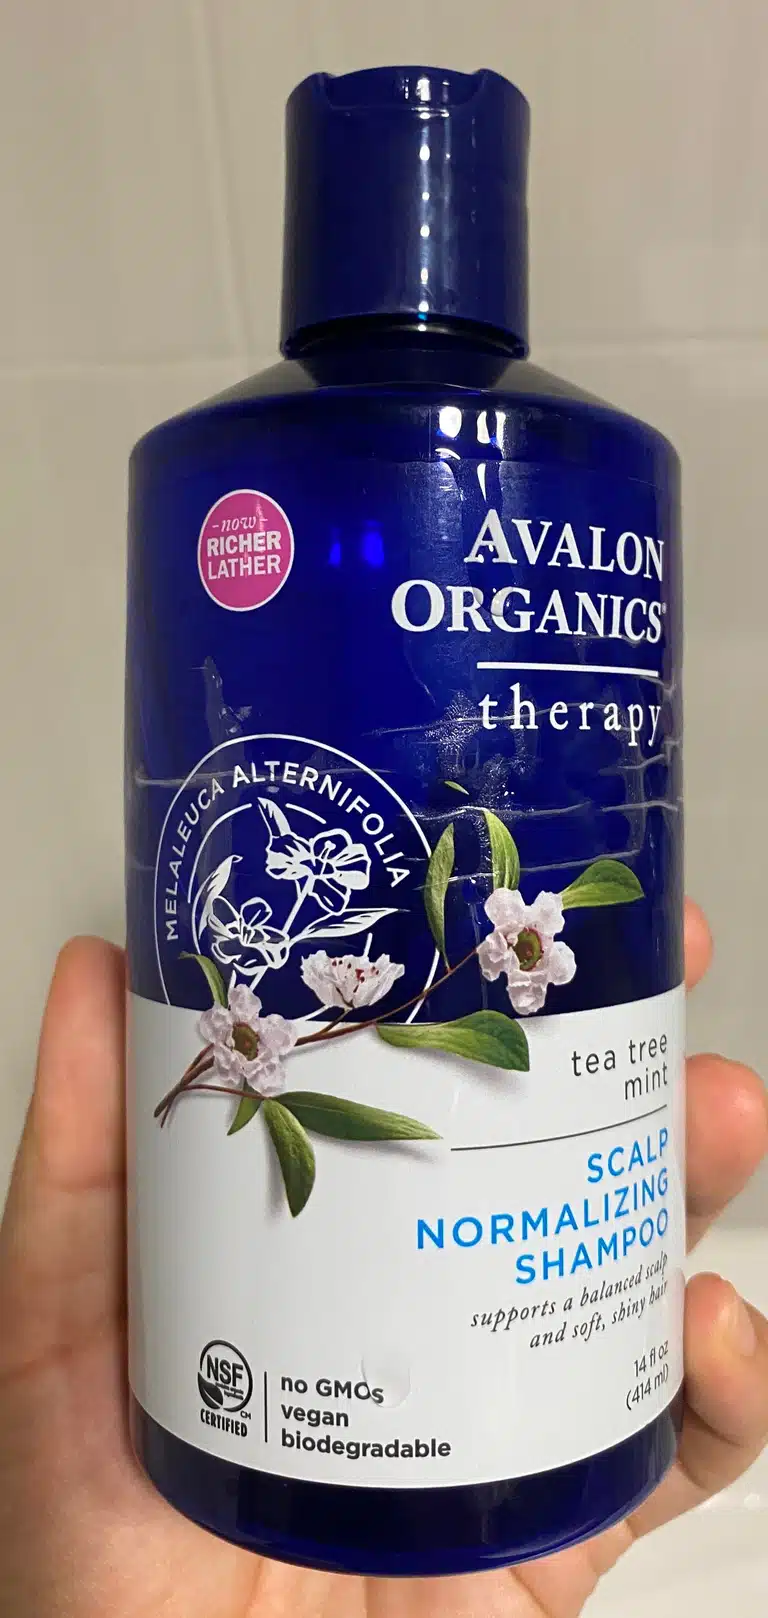 -now-
RICHER
LATHER
AVALON
ORGANICS®
therapy
MELALEUCA ALTERNIFOLIA
tea tree
mint
SCALP
NORMALIZING
SHAMPOO
supports a balanced scalp
and soft, shiny hair
14 fl oz
(414 ml)
NSF
CERTIFIED
CM
no GMOs
vegan
biodegradable